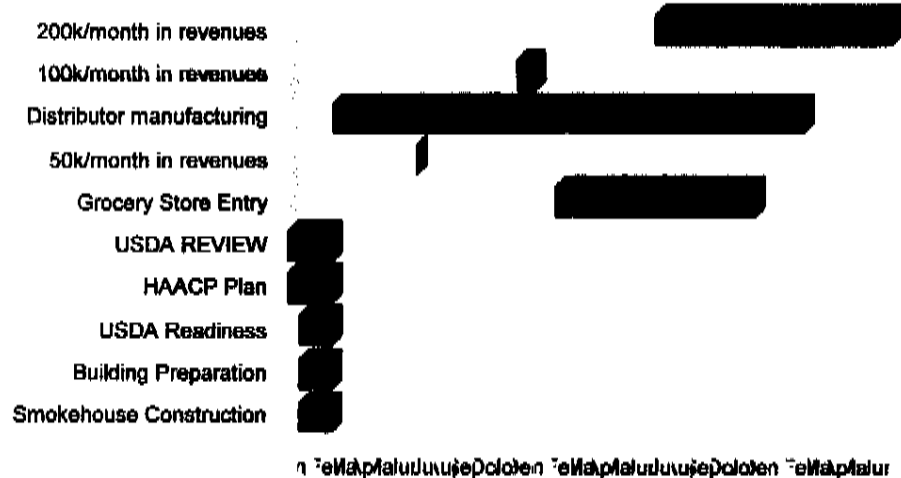 200k/month in revenues
100k/month in revenues
Distributor manufacturing
50k/month in revenues
Grocery Store Entry
USDA REVIEW
HAACP Plan
USDA Readiness
Building Preparation
Smokehouse Construction